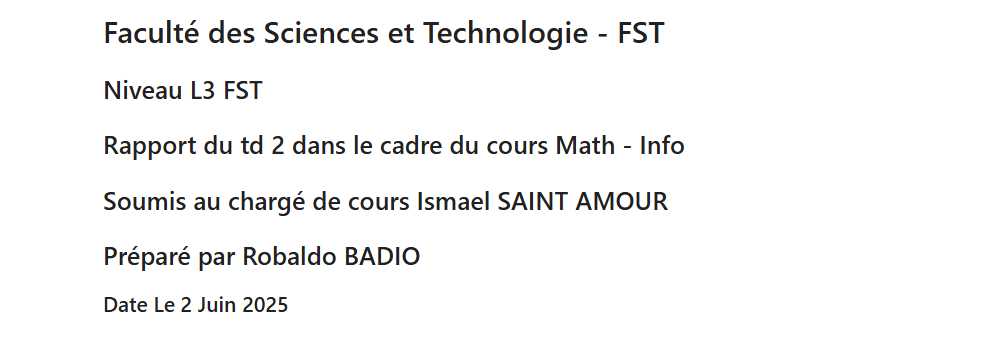 Faculté des Sciences et Technologie - FST
Niveau L3 FST
Rapport du td 2 dans le cadre du cours Math - Info
Soumis au chargé de cours Ismael SAINT AMOUR
Préparé par Robaldo BADIO
Date Le 2 Juin 2025